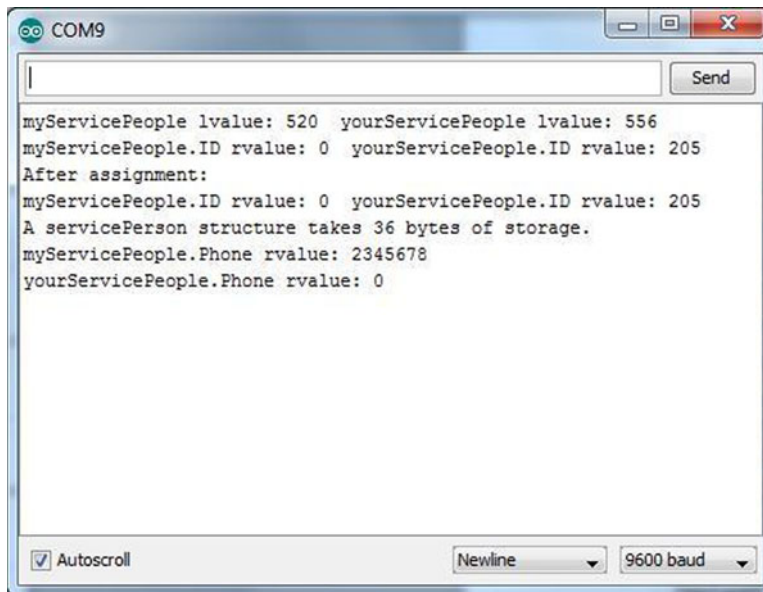 COM9
Send
myServicePeople lvalue: 520  yourServicePeople lvalue: 556
myServicePeople.ID rvalue: 0  yourServicePeople.ID rvalue: 205
After assignment:
myServicePeople.ID rvalue: 0  yourServicePeople.ID rvalue: 205
A servicePerson structure takes 36 bytes of storage.
myServicePeople.Phone rvalue: 2345678
yourServicePeople.Phone rvalue: 0
Autoscroll Newline 9600 baud